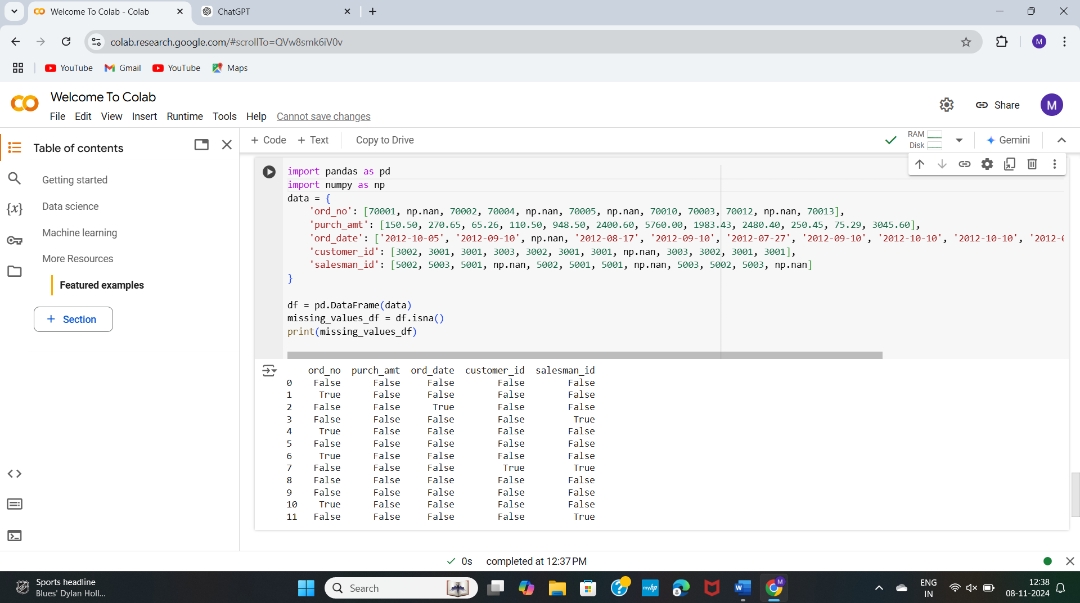 Welcome To Colab - Colab
ChatGPT
colab.research.google.com/#scrollTo=QVw8smk6iV0v
M
YouTube
Gmail
YouTube
Maps
Welcome To Colab
Share
M
File Edit View Insert Runtime Tools Help Cannot save changes
Table of contents
+ Code + Text Copy to Drive
RAM
Disk
Gemini
Getting started
Data science
Machine learning
More Resources
Featured examples
+ Section
import pandas as pd
import numpy as np
data = {
'ord_no': [70001, np.nan, 70002, 70004, np.nan, 70005, np.nan, 70010, 70003, 70012, np.nan, 70013],
'purch_amt': [150.50, 270.65, 65.26, 110.50, 948.50, 2400.60, 5760.00, 1983.43, 2480.40, 250.45, 75.29, 3045.60],
'ord_date': ['2012-10-05', '2012-09-10', np.nan, '2012-08-17', '2012-09-10', '2012-07-27', '2012-09-10', '2012-10-10', '2012-10-10', '2012-
'customer_id': [3002, 3001, 3001, 3003, 3002, 3001, 3001, np.nan, 3003, 3002, 3001, 3001],
'salesman_id': [5002, 5003, 5001, np.nan, 5002, 5001, 5001, np.nan, 5003, 5002, 5003, np.nan]
}
df = pd.DataFrame(data)
missing_values_df = df.isna()
print(missing_values_df)
ord_no purch_amt ord_date customer_id salesman_id
0 False False False False False
1 True False False False False
2 False False True False False
3 False False False False True
4 True False False False False
5 False False False False False
6 True False False False False
7 False False False True True
8 False False False False False
9 False False False False False
10 True False False False False
11 False False False False True
0s completed at 12:37 PM
Sports headline
Blues' Dylan Holl...
Search
ENG
IN
12:38
08-11-2024